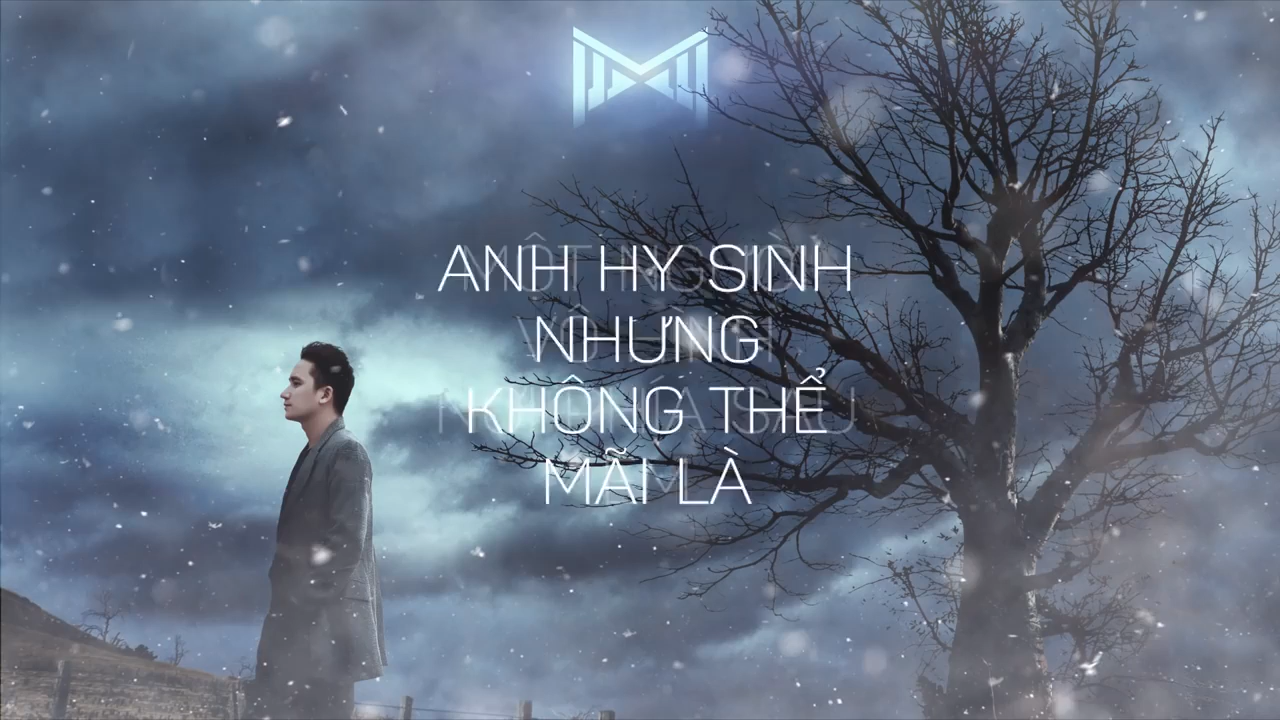 ANH HY SINH
NHƯNG
KHÔNG THỂ
MÃI LÀ